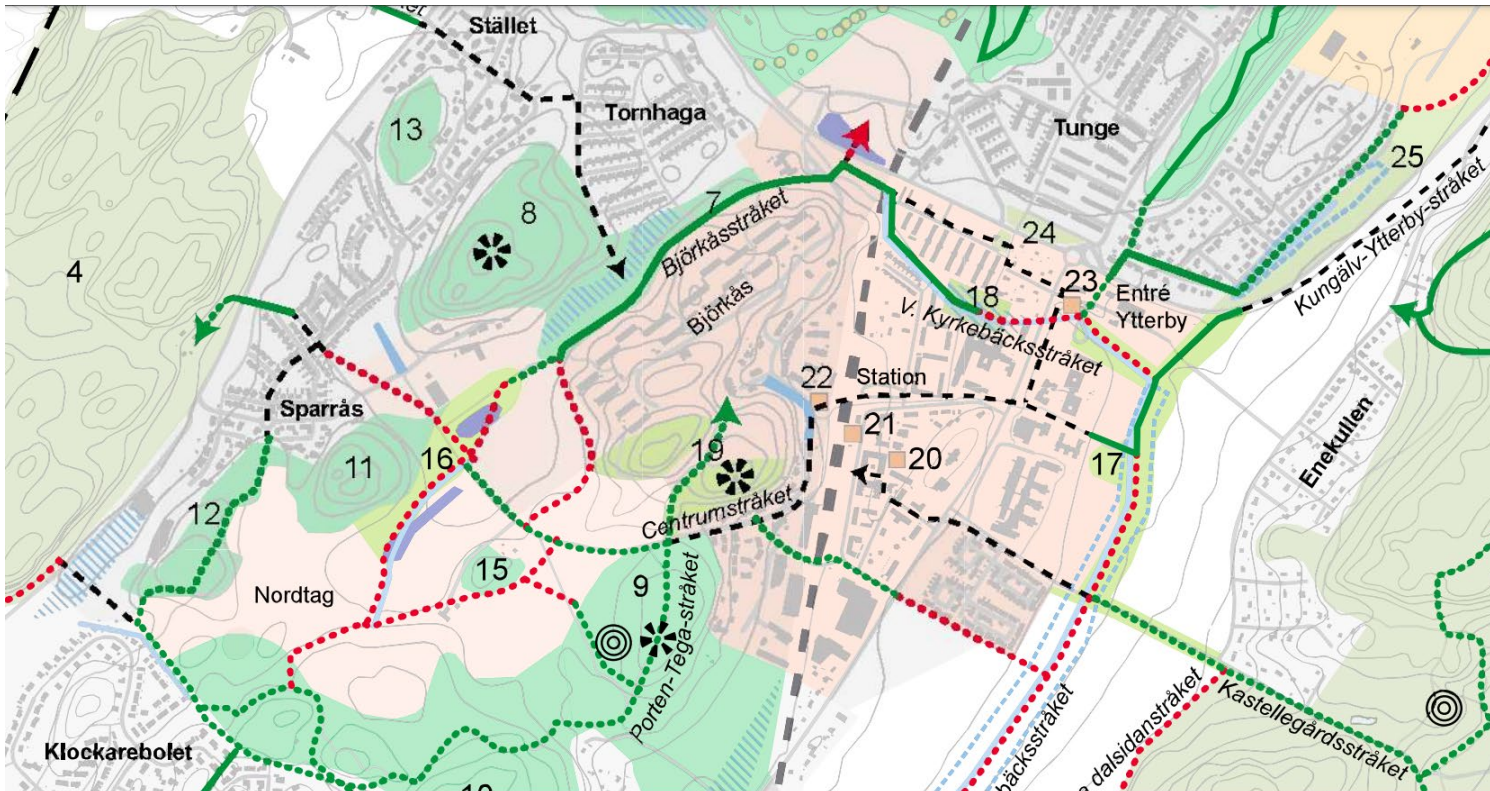 Stället
13
Tornhaga
Tunge
25
8
7
Björkåsstråket
24
4
Kungälv-Ytterby-stråket
Björkås
18
23
Entré
Ytterby
V. Kyrkebäcksstråket
22
Station
Sparrås
21
19
20
17
Enekullen
11
16
12
Centrumstråket
15
9
Nordtag
Porten-Tega-stråket
Kastellegårdsstråket
Klockarebolet
bäcksstråket
dalsidanstråket